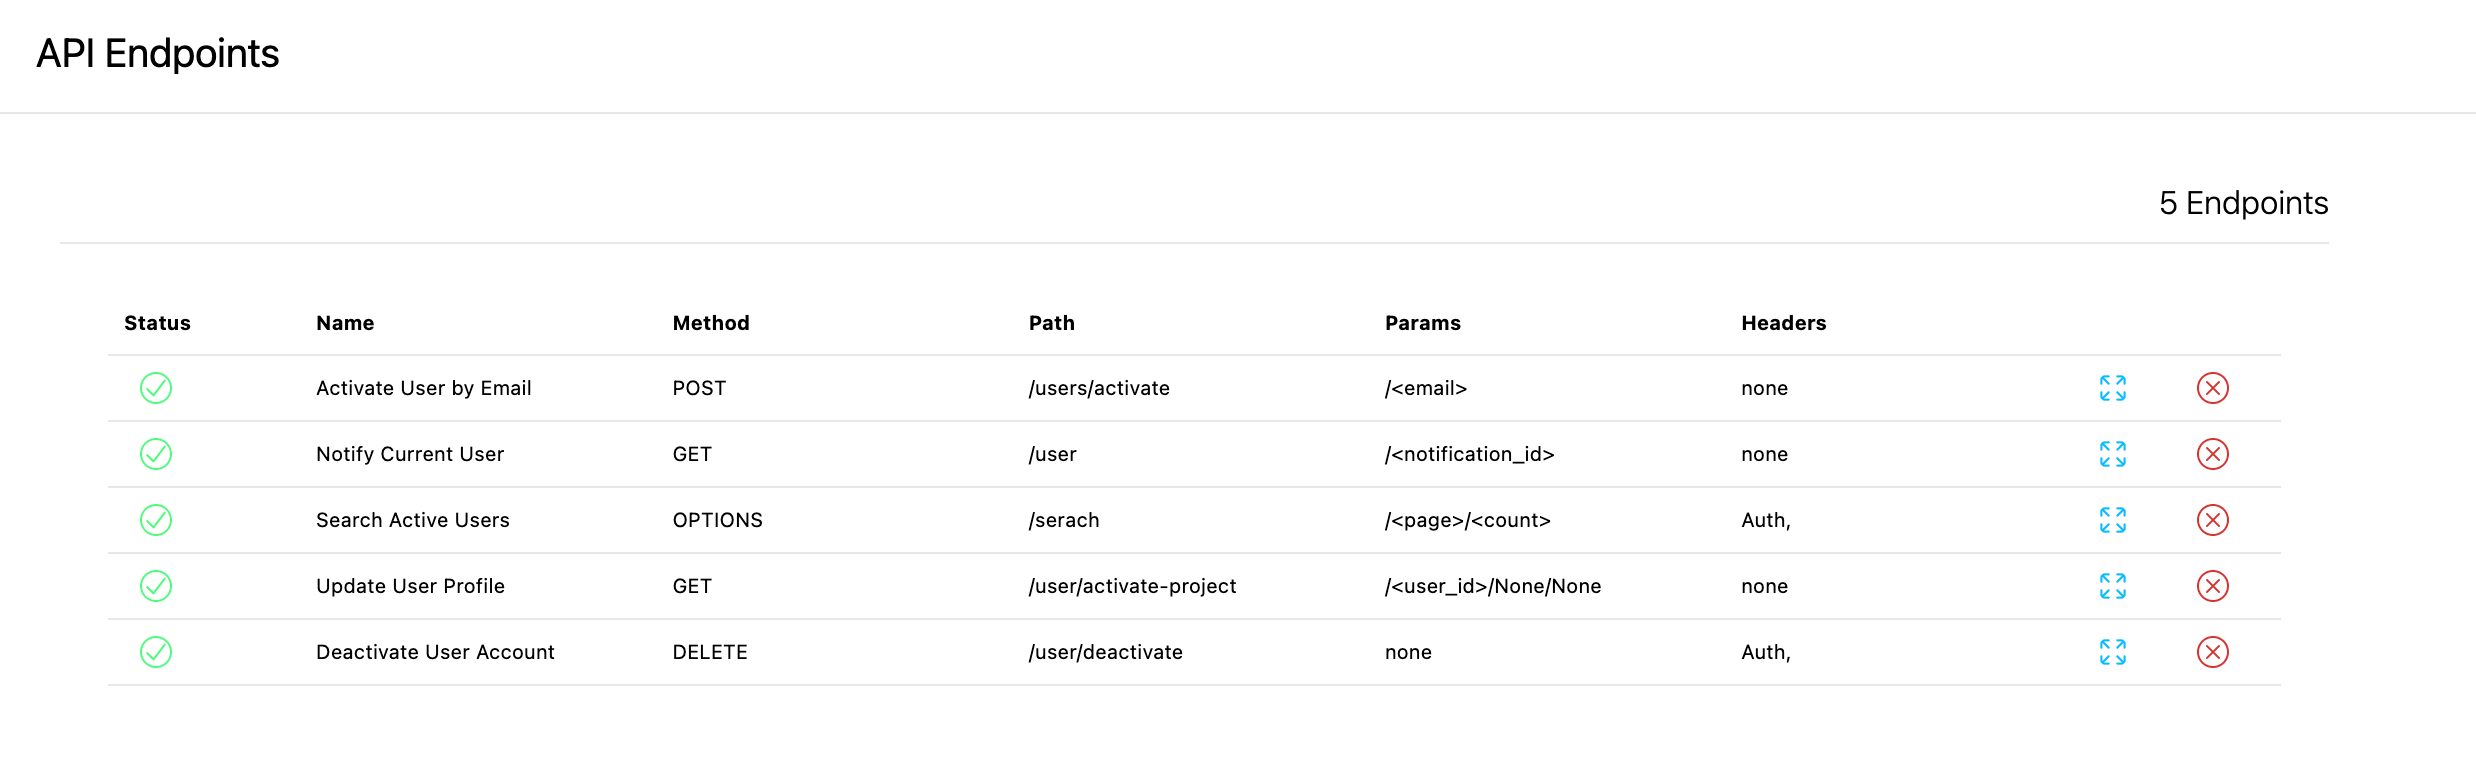 API Endpoints
5 Endpoints
Status Name Method Path Params Headers
Activate User by Email POST /users/activate /<email> none
Notify Current User GET /user /<notification_id> none
Search Active Users OPTIONS /serach /<page>/<count> Auth,
Update User Profile GET /user/activate-project /<user_id>/None/None none
Deactivate User Account DELETE /user/deactivate none Auth,